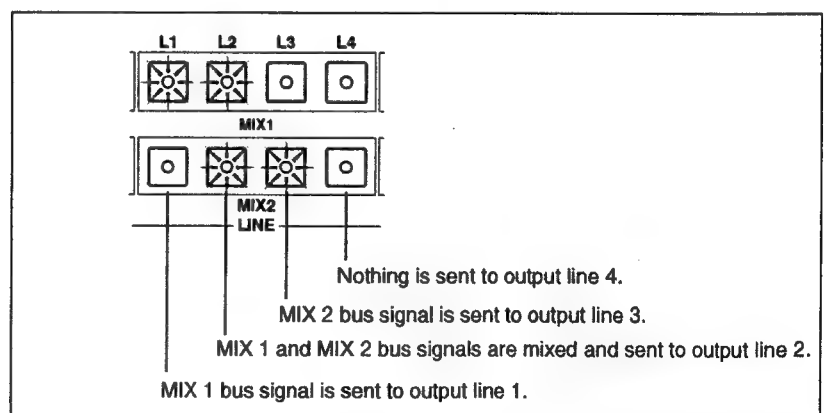 L1 L2 L3 L4
MIX1
MIX2
LINE
Nothing is sent to output line 4.
MIX 2 bus signal is sent to output line 3.
MIX 1 and MIX 2 bus signals are mixed and sent to output line 2.
MIX 1 bus signal is sent to output line 1.